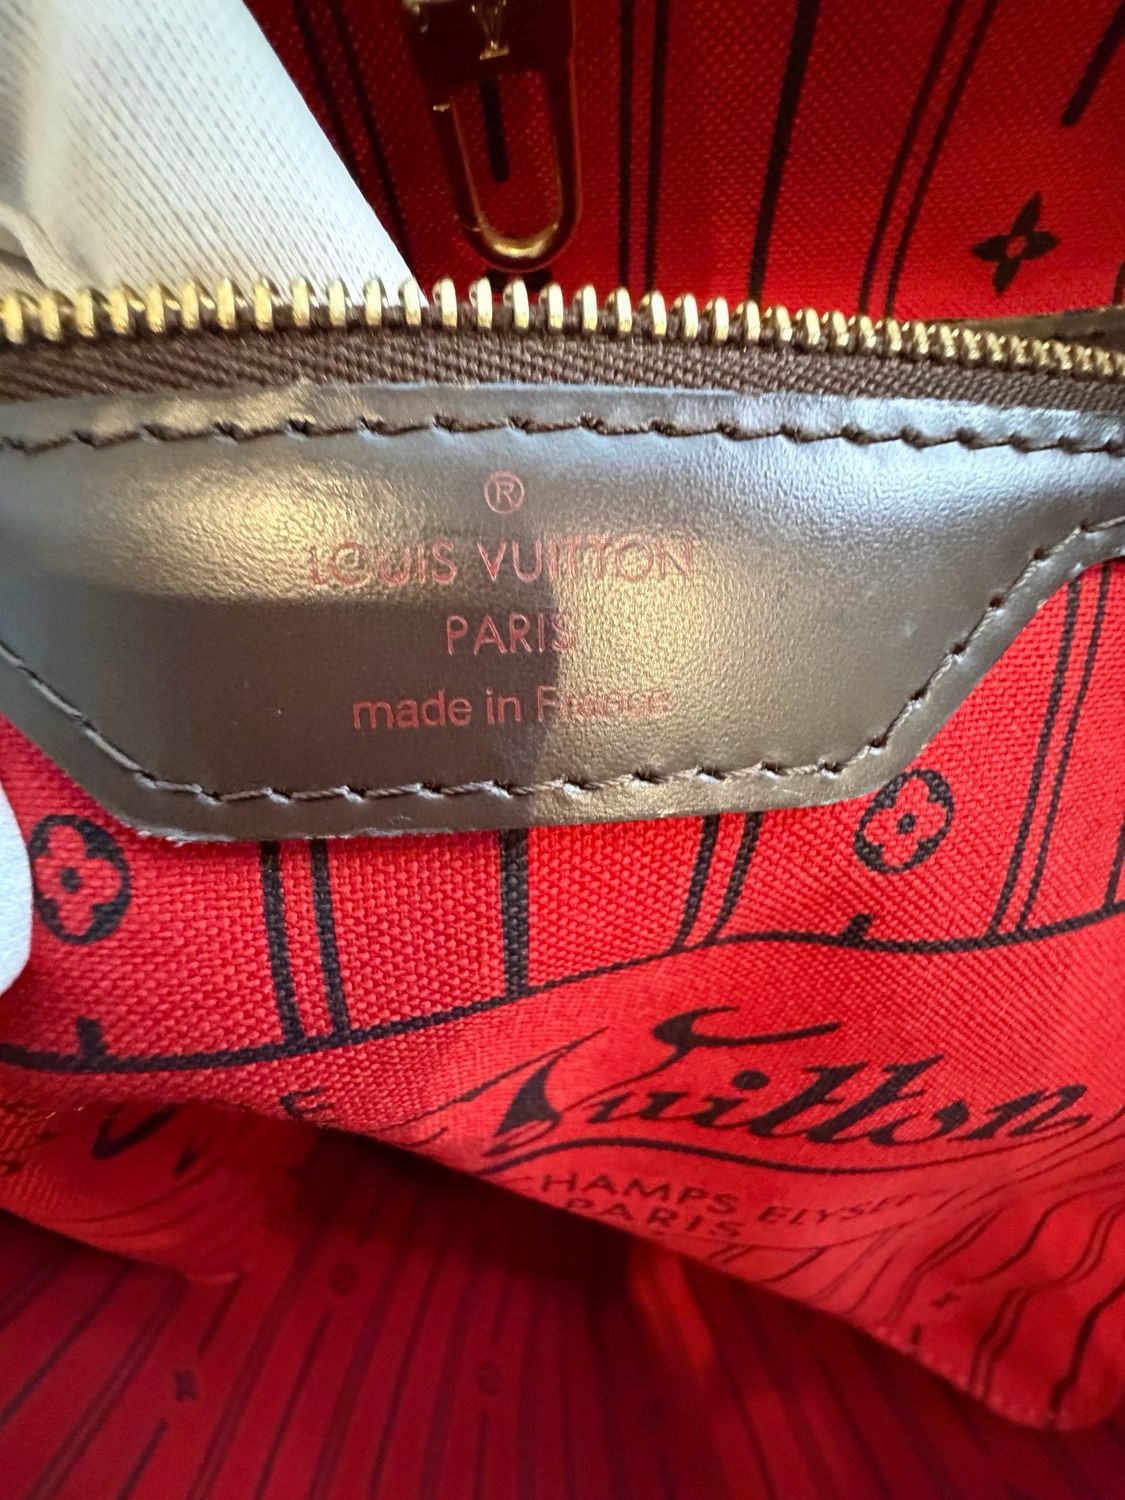 ®
LOUIS VUITTON
PARIS
made in France
Vuitton
CHAMPS ELYSEES
PARIS